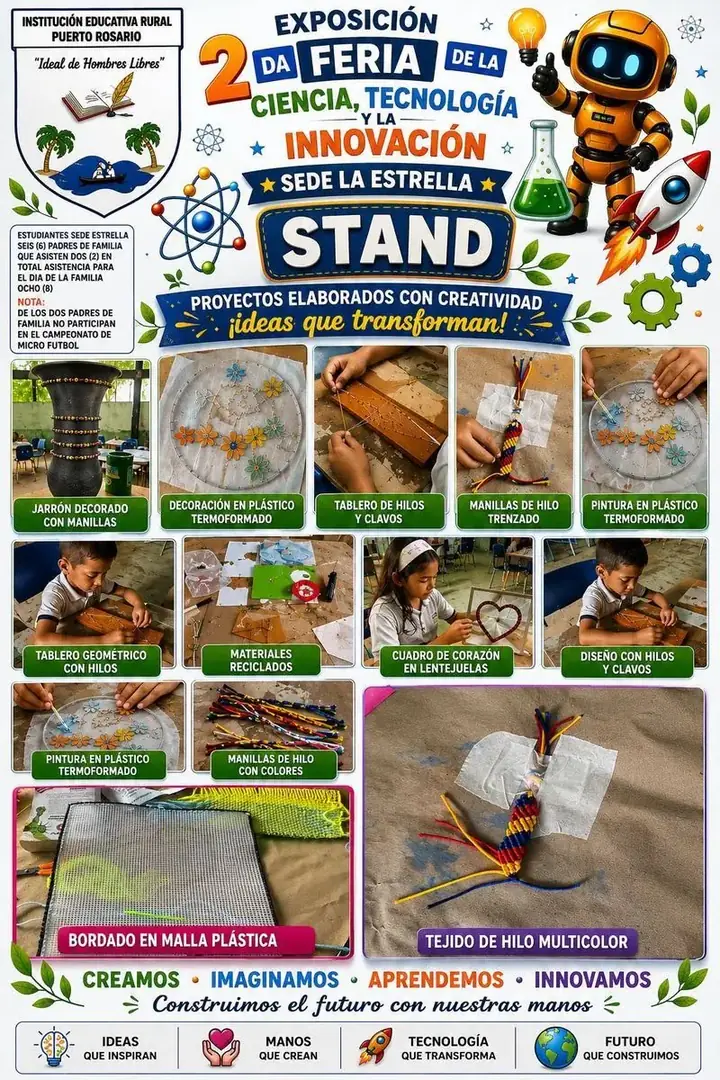 INSTITUCIÓN EDUCATIVA RURAL
PUERTO ROSARIO
"Ideal de Hombres Libres"
EXPOSICIÓN
2 DA FERIA DE LA
CIENCIA, TECNOLOGÍA
Y LA
INNOVACIÓN
SEDE LA ESTRELLA
STAND
PROYECTOS ELABORADOS CON CREATIVIDAD
¡ideas que transforman!
ESTUDIANTES SEDE ESTRELLA
SEIS (6) PADRES DE FAMILIA
QUE ASISTEN DOS (2) EN
TOTAL ASISTENCIA PARA
EL DIA DE LA FAMILIA
OCHO (8)
NOTA:
DE LOS DOS PADRES DE
FAMILIA NO PARTICIPAN
EN EL CAMPEONATO DE
MICRO FUTBOL
JARRÓN DECORADO
CON MANILLAS
DECORACIÓN EN PLÁSTICO
TERMOFORMADO
TABLERO DE HILOS
Y CLAVOS
MANILLAS DE HILO
TRENZADO
PINTURA EN PLÁSTICO
TERMOFORMADO
TABLERO GEOMÉTRICO
CON HILOS
MATERIALES
RECICLADOS
CUADRO DE CORAZÓN
EN LENTEJUELAS
DISEÑO CON HILOS
Y CLAVOS
PINTURA EN PLÁSTICO
TERMOFORMADO
MANILLAS DE HILO
CON COLORES
BORDADO EN MALLA PLÁSTICA
TEJIDO DE HILO MULTICOLOR
CREAMOS • IMAGINAMOS • APRENDEMOS • INNOVAMOS
Construimos el futuro con nuestras manos
IDEAS
QUE INSPIRAN
MANOS
QUE CREAN
TECNOLOGÍA
QUE TRANSFORMA
FUTURO
QUE CONSTRUIMOS